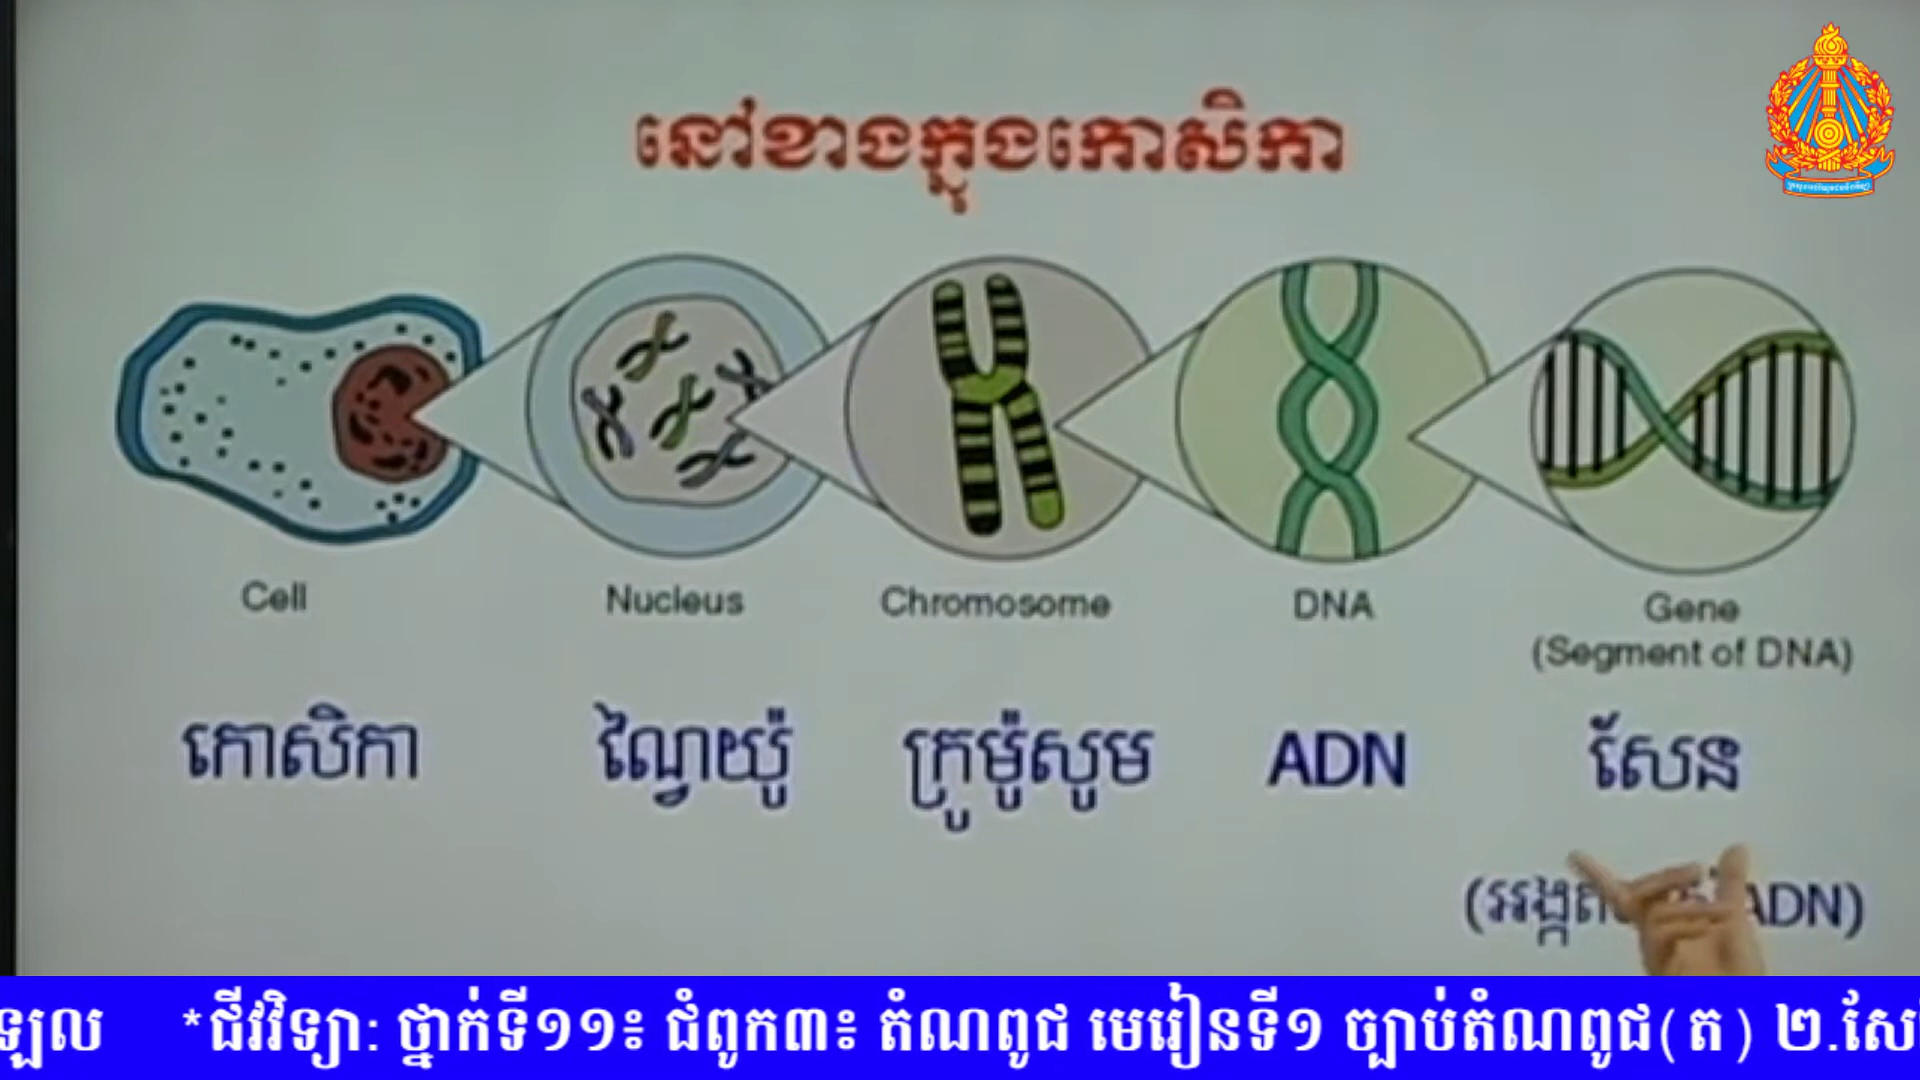 នៅខាងក្នុងកោសិកា
Cell
Nucleus
Chromosome
DNA
Gene
(Segment of DNA)
កោសិកា
ណ្វៃយ៉ូ
ក្រូម៉ូសូម
ADN
សែន
ADN)
*ជីវវិទ្យា: ថ្នាក់ទី១១៖ ជំពូក៣៖ តំណពូជ មេរៀនទី១ ច្បាប់តំណពូជ(ត) ២.សែ